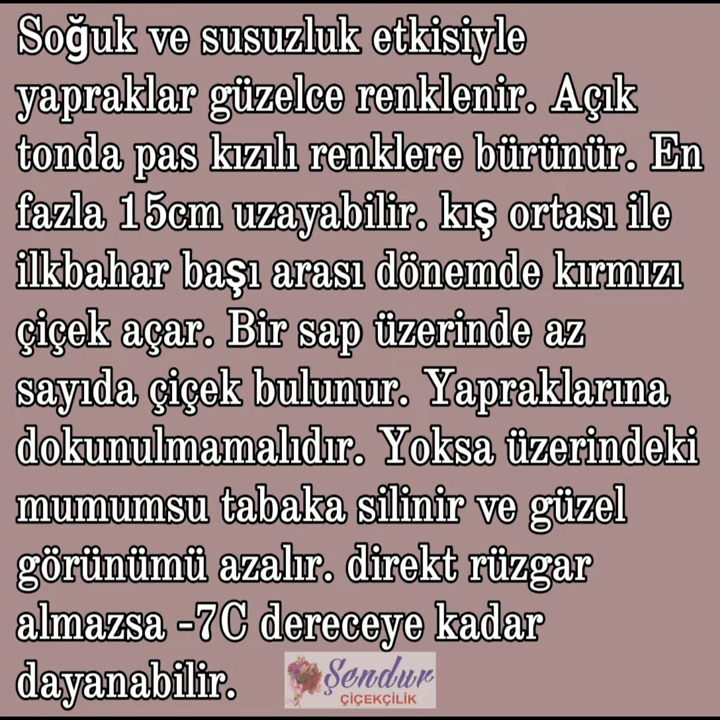 Soğuk ve susuzluk etkisiyle
yapraklar güzelce renklenir. Açık
tonda pas kızılı renklere bürünür. En
fazla 15cm uzayabilir. kış ortası ile
ilkbahar başı arası dönemde kırmızı
çiçek açar. Bir sap üzerinde az
sayıda çiçek bulunur. Yapraklarına
dokunulmamalıdır. Yoksa üzerindeki
mumumsu tabaka silinir ve güzel
görünümü azalır. direkt rüzgar
almazsa -7C dereceye kadar
dayanabilir.
Şendur
ÇİÇEKÇİLİK